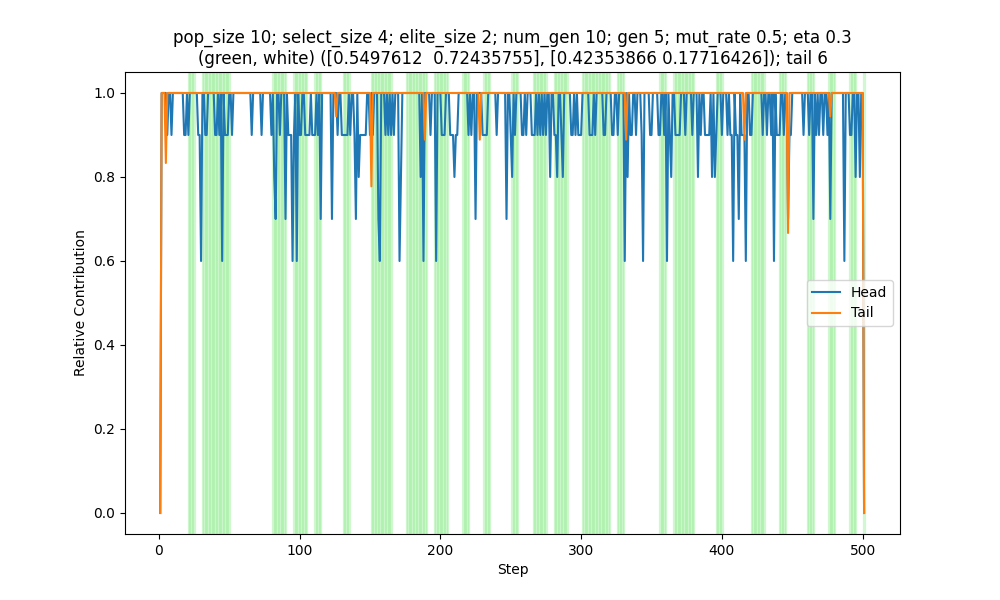 pop_size 10; select_size 4; elite_size 2; num_gen 10; gen 5; mut_rate 0.5; eta 0.3
(green, white) ([0.5497612  0.72435755], [0.42353866 0.17716426]); tail 6
1.0
0.8
0.6
0.4
0.2
0.0
Relative Contribution
Head
Tail
0
100
200
300
400
500
Step